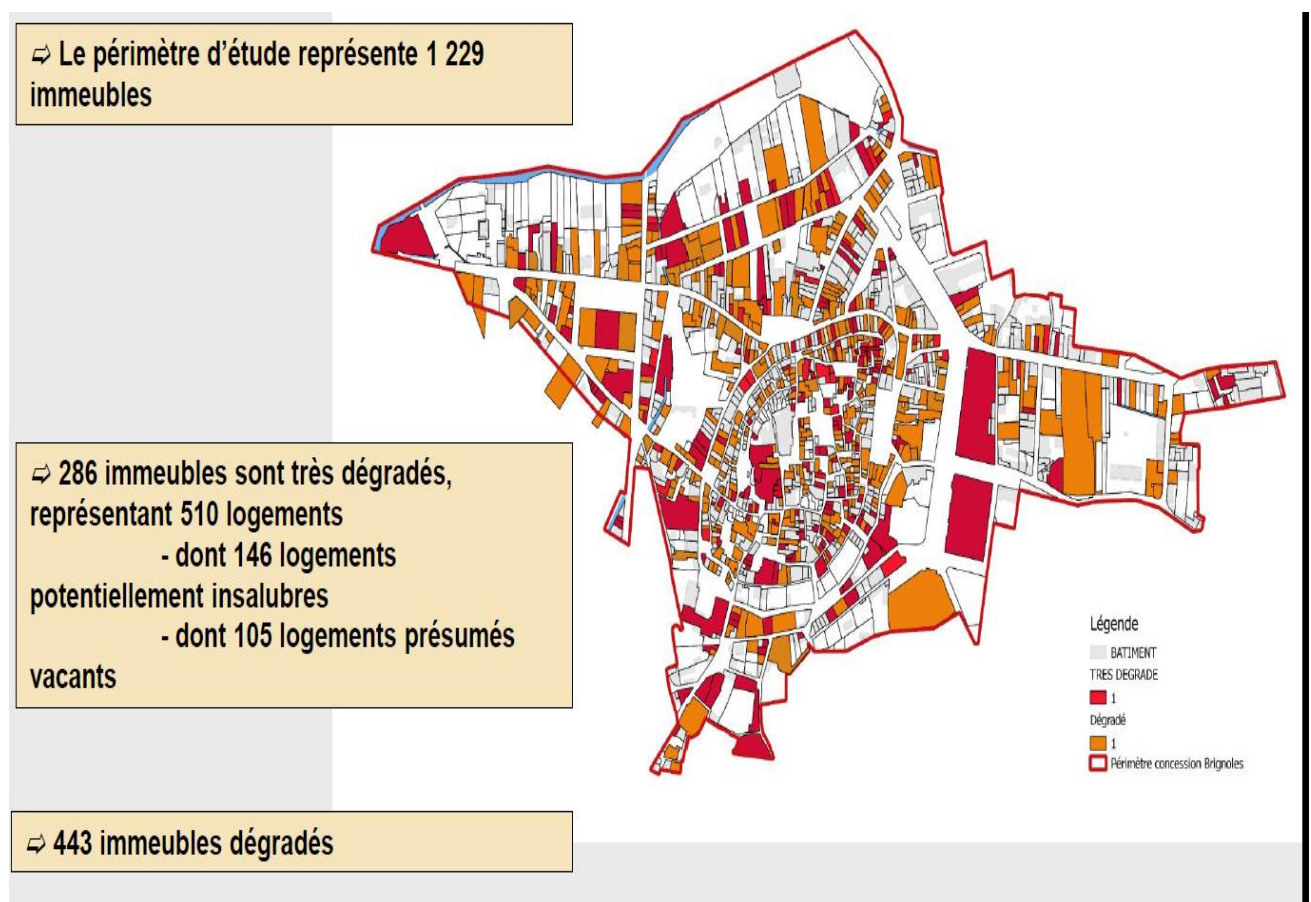 ⇨ Le périmètre d’étude représente 1 229
immeubles
⇨ 286 immeubles sont très dégradés,
représentant 510 logements
- dont 146 logements
potentiellement insalubres
- dont 105 logements présumés
vacants
⇨ 443 immeubles dégradés
Légende
BATIMENT
TRES DEGRADE
1
Dégradé
1
Périmètre concession Brignoles